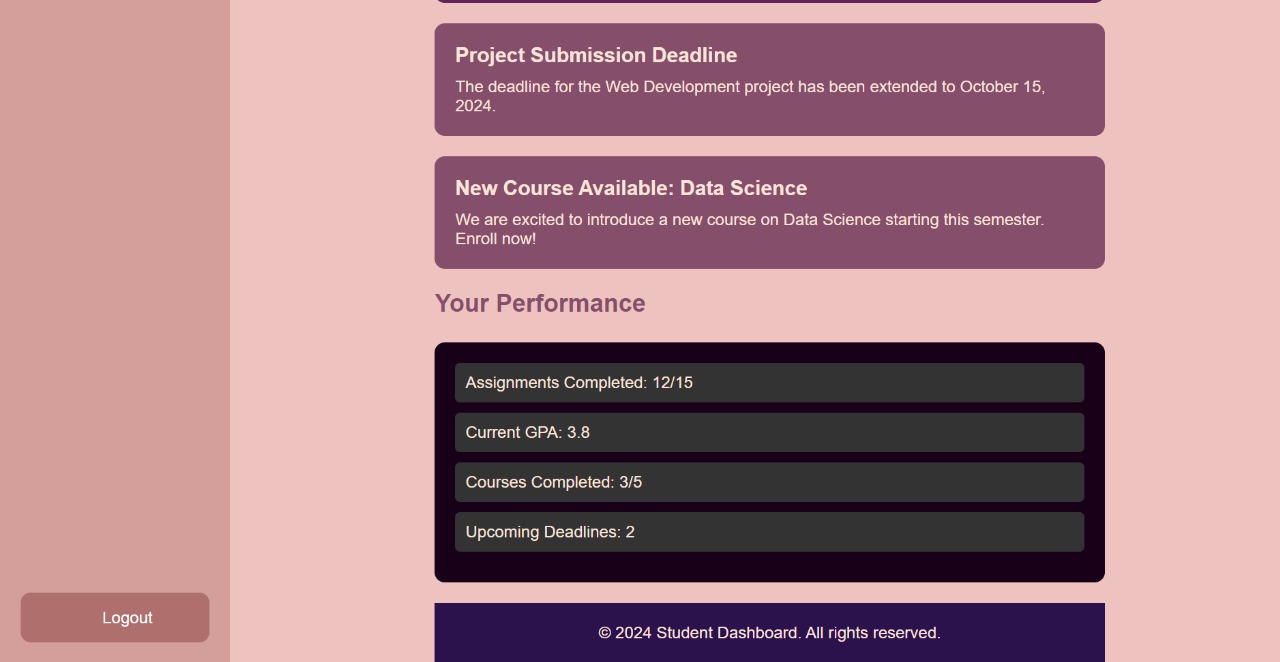 Project Submission Deadline
The deadline for the Web Development project has been extended to October 15,
2024.
New Course Available: Data Science
We are excited to introduce a new course on Data Science starting this semester.
Enroll now!
Your Performance
Assignments Completed: 12/15
Current GPA: 3.8
Courses Completed: 3/5
Upcoming Deadlines: 2
Logout
© 2024 Student Dashboard. All rights reserved.